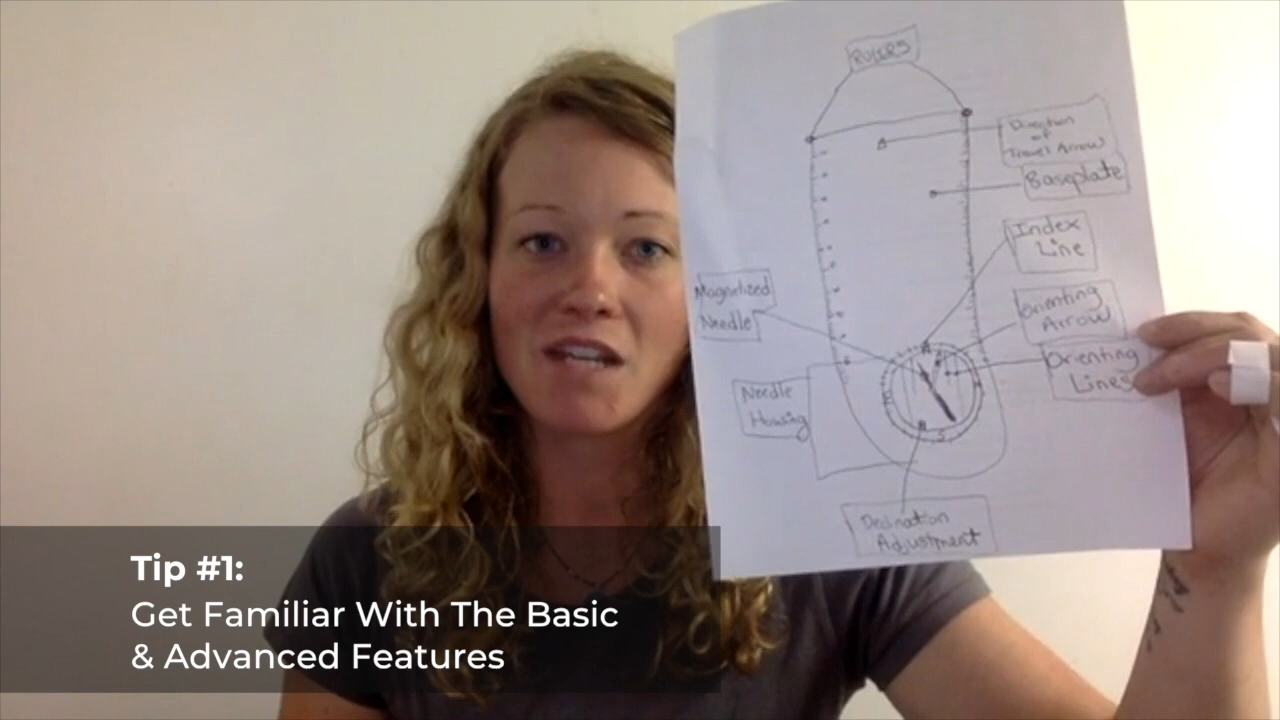 RULERS
Direction
of
Travel Arrow
Baseplate
Index
Line
Magnetized
Needle
Orienting
Arrow
Orienting
Lines
Needle
Housing
Declination
Adjustment
Tip #1:
Get Familiar With The Basic
& Advanced Features